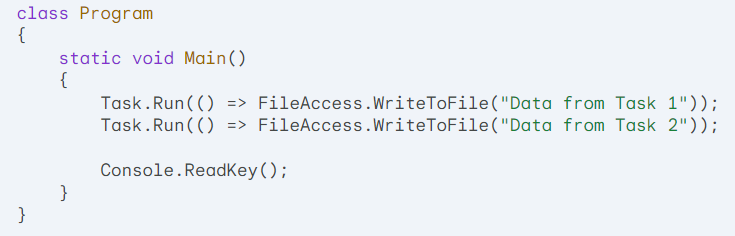 class Program
{
    static void Main()
    {
        Task.Run(() => FileAccess.WriteToFile("Data from Task 1"));
        Task.Run(() => FileAccess.WriteToFile("Data from Task 2"));

        Console.ReadKey();
    }
}